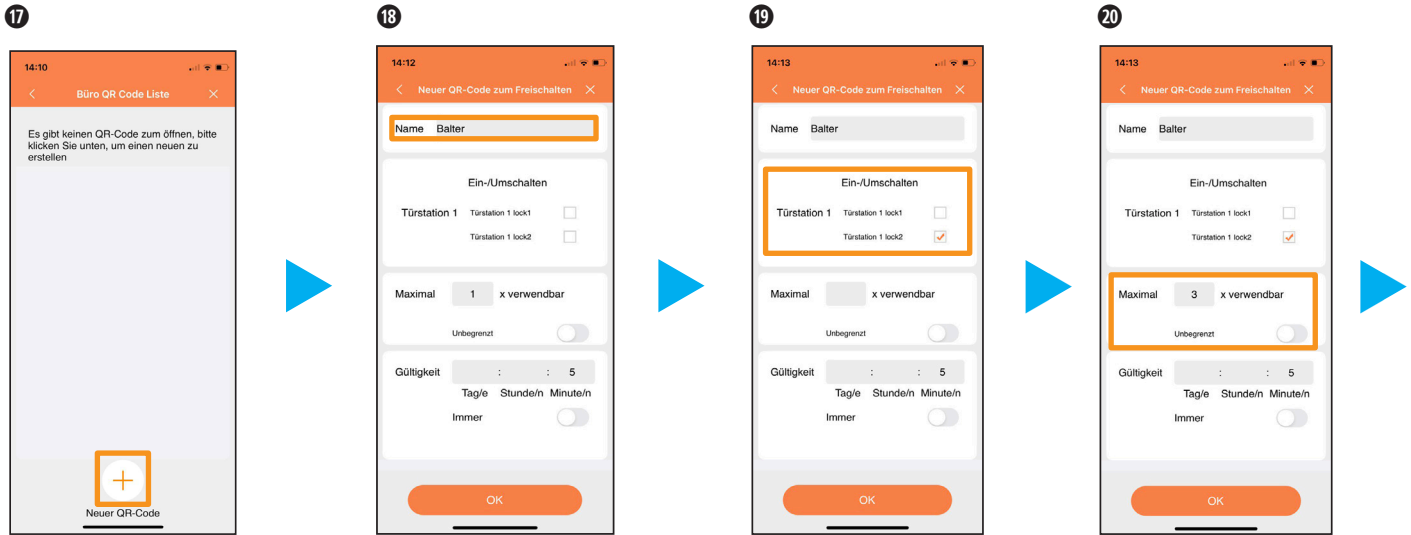 17
14:10
Büro QR Code Liste
Es gibt keinen QR-Code zum öffnen, bitte
klicken Sie unten, um einen neuen zu
erstellen
Neuer QR-Code
18
14:12
Neuer QR-Code zum Freischalten
Name Balter
Ein-/Umschalten
Türstation 1 Türstation 1 lock1
Türstation 1 lock2
Maximal 1 x verwendbar
Unbegrenzt
Gültigkeit : : 5
Tag/e Stunde/n Minute/n
Immer
OK
19
14:13
Neuer QR-Code zum Freischalten
Name Balter
Ein-/Umschalten
Türstation 1 Türstation 1 lock1
Türstation 1 lock2
Maximal x verwendbar
Unbegrenzt
Gültigkeit : : 5
Tag/e Stunde/n Minute/n
Immer
OK
20
14:13
Neuer QR-Code zum Freischalten
Name Balter
Ein-/Umschalten
Türstation 1 Türstation 1 lock1
Türstation 1 lock2
Maximal 3 x verwendbar
Unbegrenzt
Gültigkeit : : 5
Tag/e Stunde/n Minute/n
Immer
OK